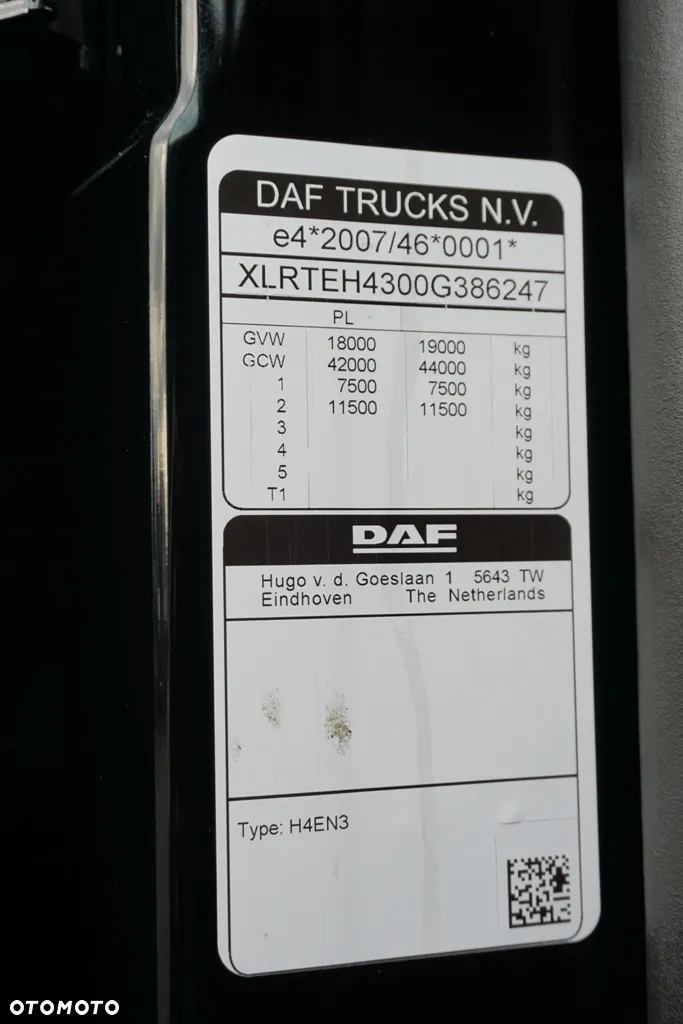 DAF TRUCKS N.V.
e4*2007/46*0001*
XLRTEH4300G386247
PL
GVW 18000 19000 kg
GCW 42000 44000 kg
1 7500 7500 kg
2 11500 11500 kg
3 kg
4 kg
5 kg
T1 kg
DAF
Hugo v. d. Goeslaan 1 5643 TW
Eindhoven The Netherlands
Type: H4EN3
OTOMOTO